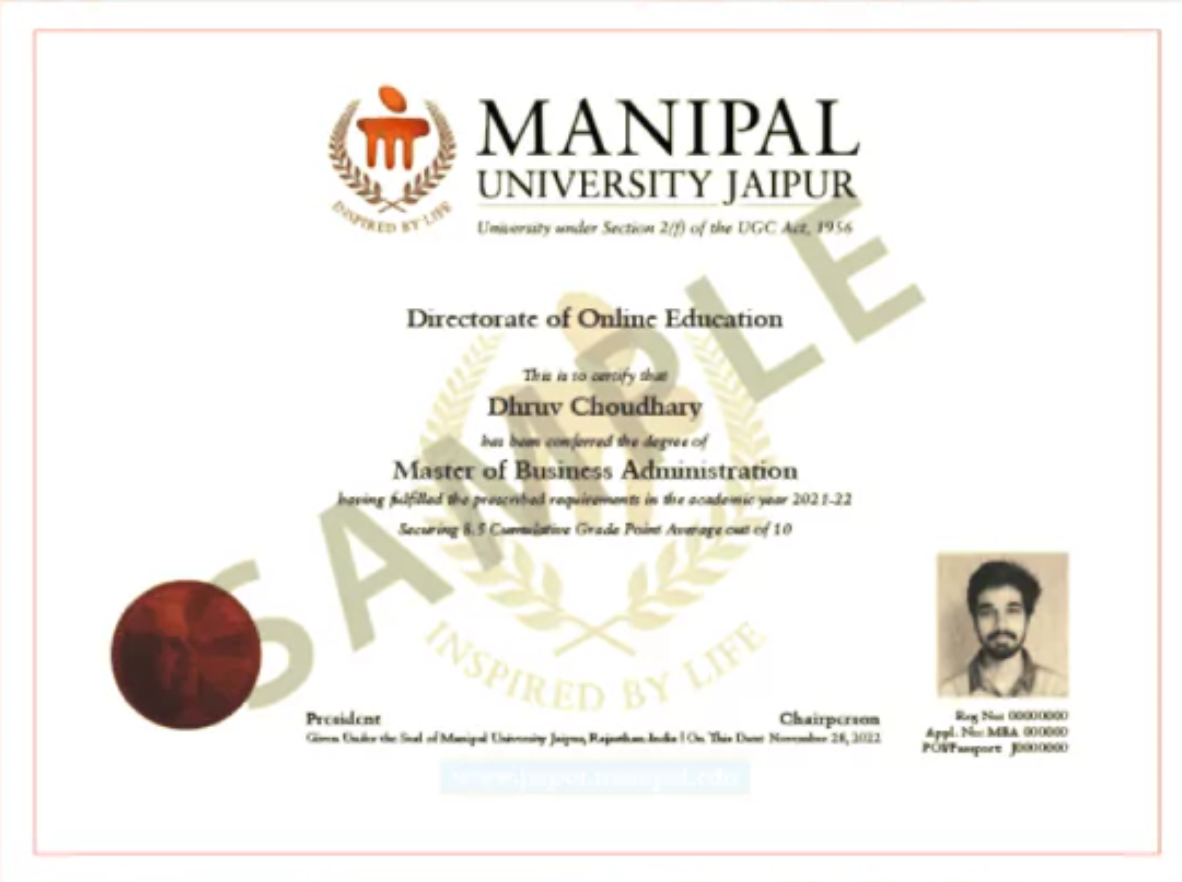 MANIPAL
UNIVERSITY JAIPUR
INSPIRED BY LIFE
University under Section 2(f) of the UGC Act, 1956
SAMPLE
Directorate of Online Education
This is to certify that
Dhruv Choudhary
has been conferred the degree of
Master of Business Administration
having fulfilled the prescribed requirements in the academic year 2021-22
Securing 8.5 Cumulative Grade Point Average out of 10
INSPIRED BY LIFE
President
Chairperson
Given Under the Seal of Manipal University Jaipur, Rajasthan India | On This Date November 28, 2022
Reg No: 00000000
Appl. No: MBA 000000
POI/Passport J0000000